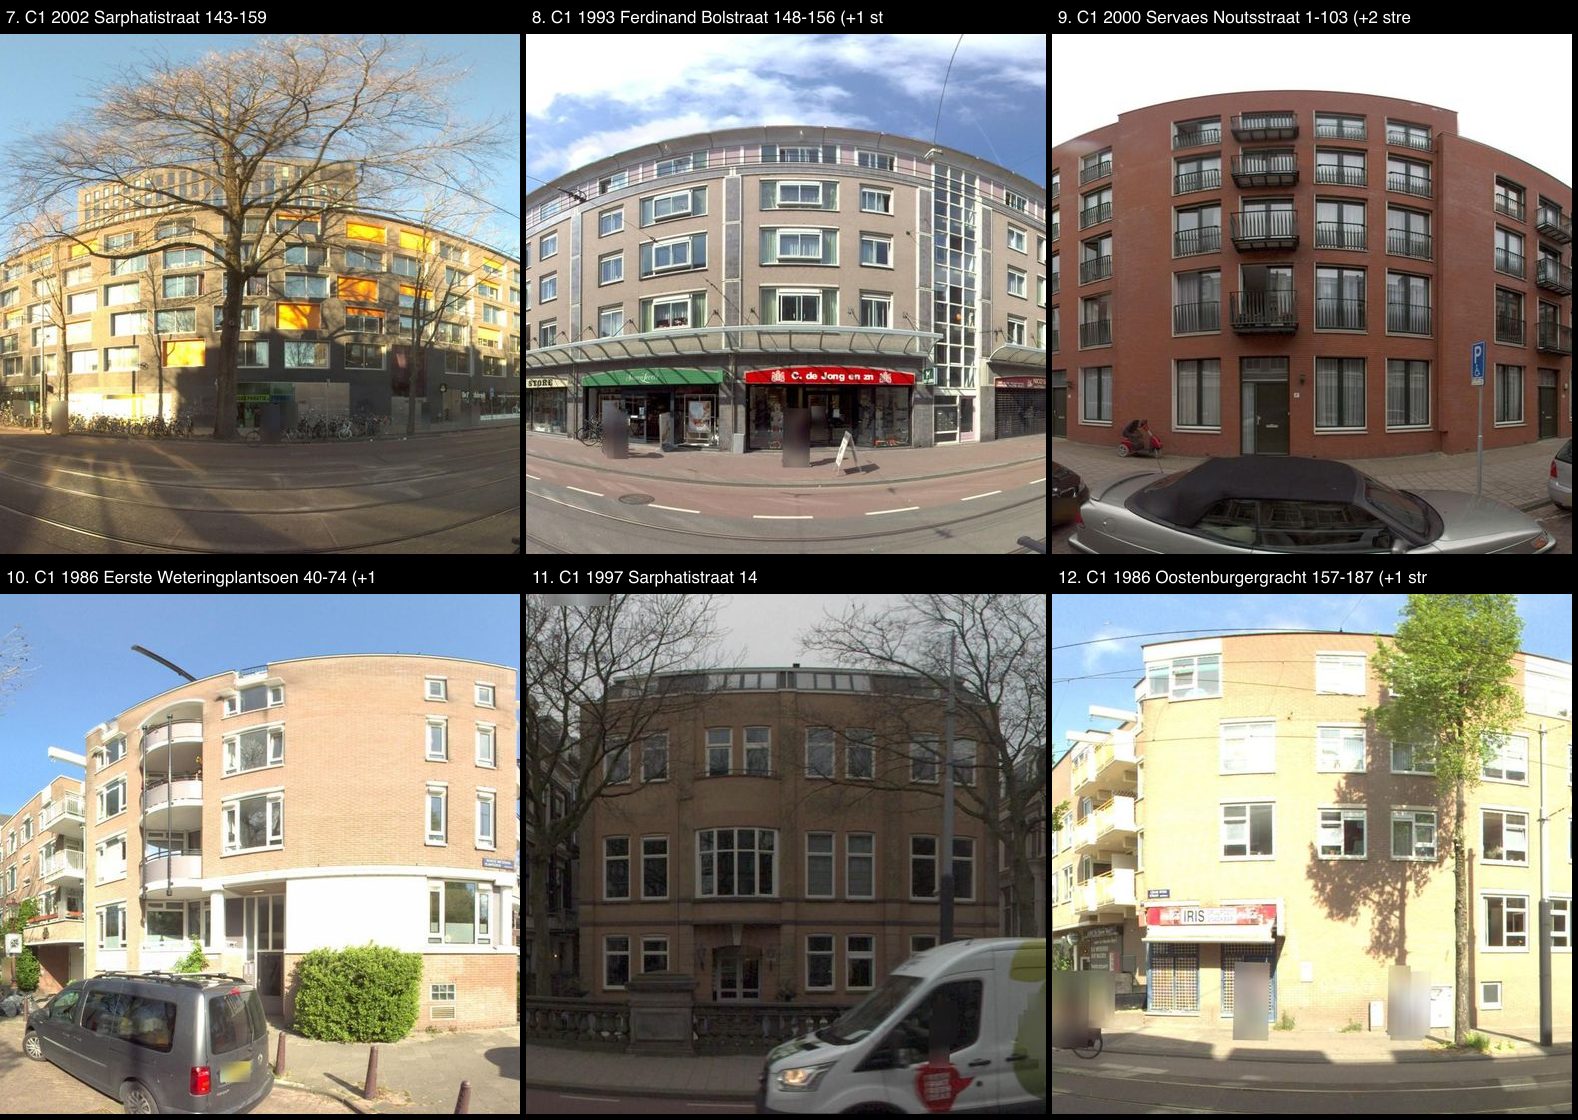 7. C1 2002 Sarphatistraat 143-159
8. C1 1993 Ferdinand Bolstraat 148-156 (+1 st
9. C1 2000 Servaes Noutsstraat 1-103 (+2 stre
STORE
C. de Jong en zn
P
10. C1 1986 Eerste Weteringplantsoen 40-74 (+1
11. C1 1997 Sarphatistraat 14
12. C1 1986 Oostenburgergracht 157-187 (+1 str
IRIS